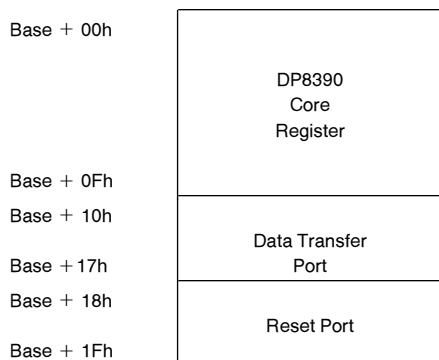 Base + 00h
DP8390
Core
Register
Base + 0Fh
Base + 10h
Data Transfer
Port
Base +17h
Base + 18h
Reset Port
Base + 1Fh